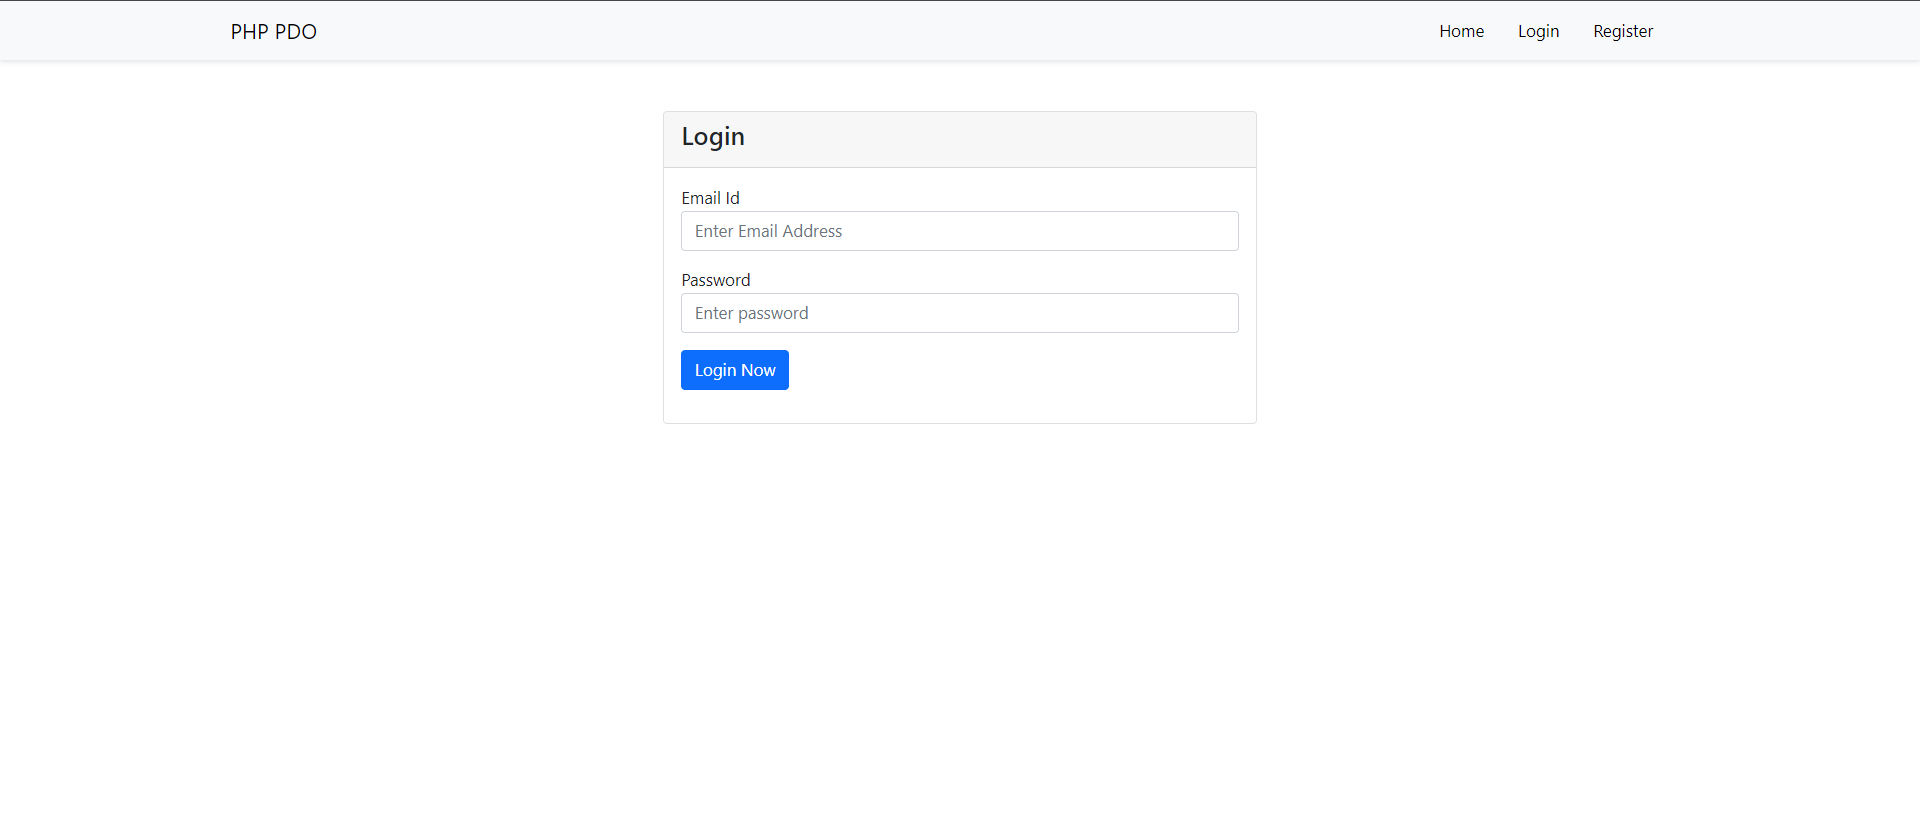 PHP PDO Home Login Register
Login
Email Id
Enter Email Address
Password
Enter password
Login Now